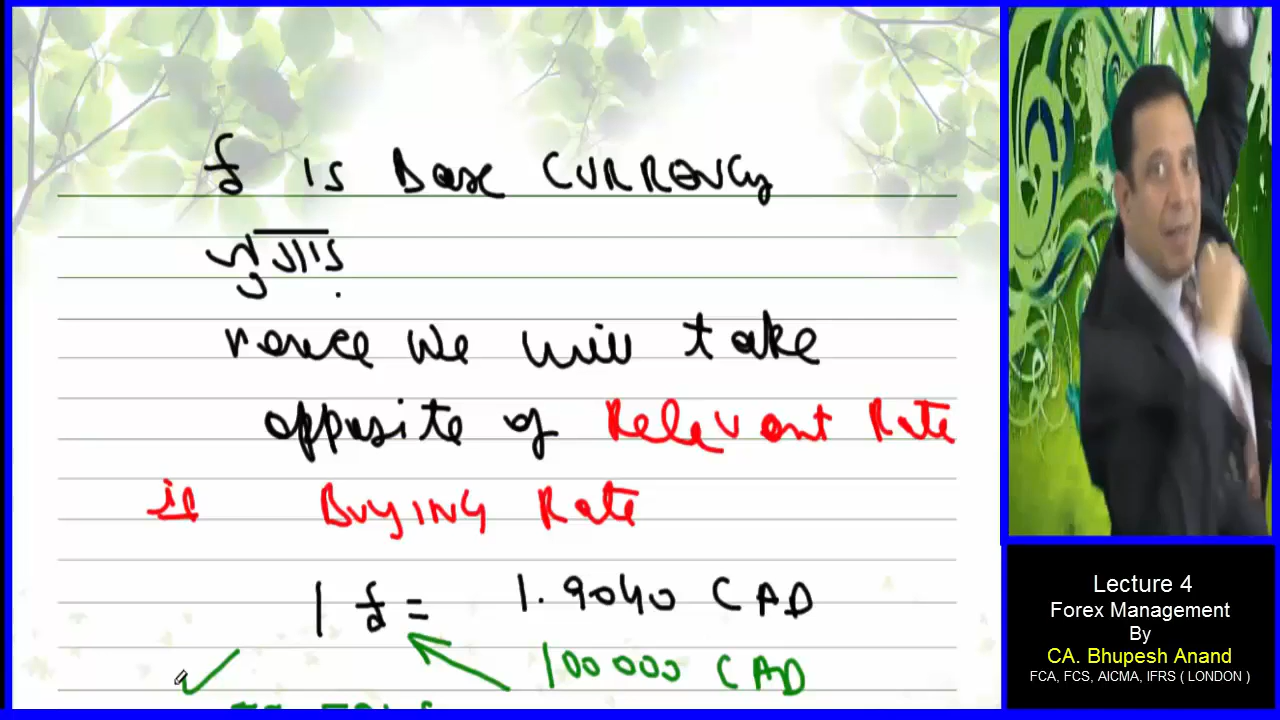 £ is Base CURRENCY
hence we will take
opposite of Relevant Rate
ie Buying Rate
1 £ = 1.9040 CAD
100000 CAD
Lecture 4
Forex Management
By
CA. Bhupesh Anand
FCA, FCS, AICMA, IFRS ( LONDON )